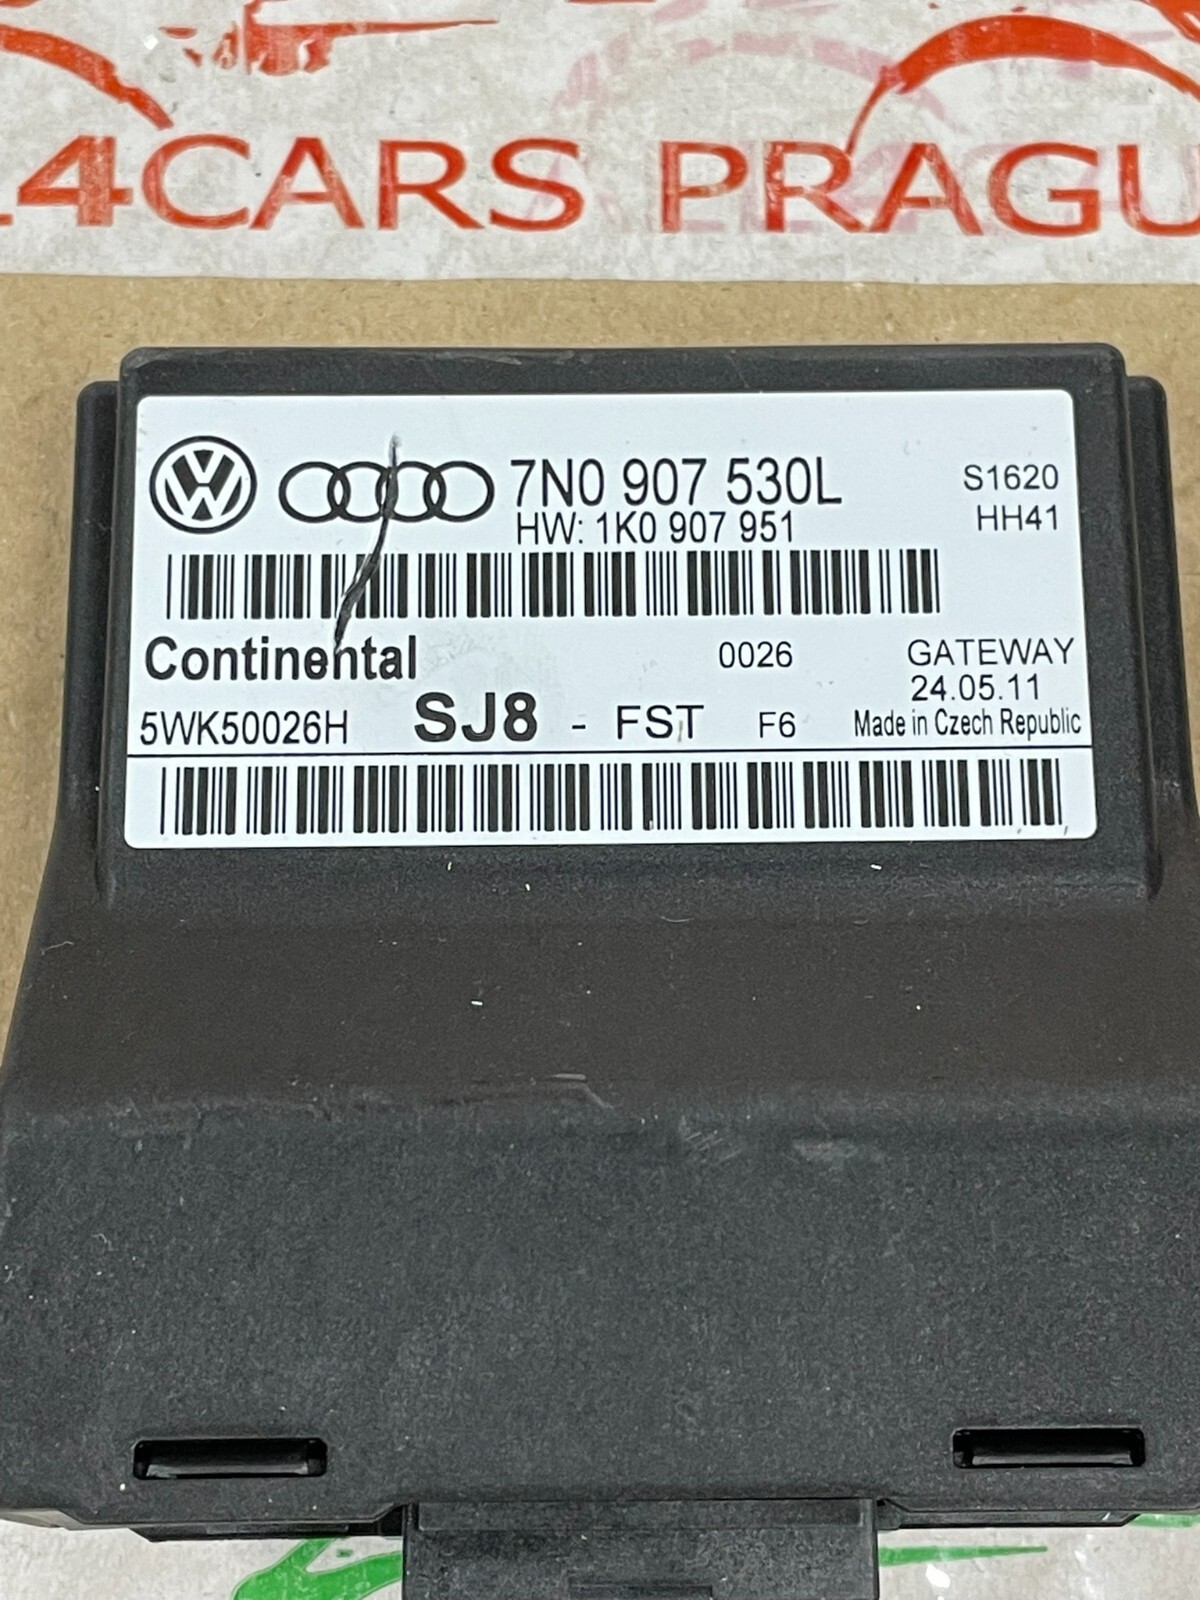 4CARS PRAGU
7N0 907 530L
S1620
HW: 1K0 907 951
HH41
Continental
0026
GATEWAY
24.05.11
5WK50026H SJ8 - FST F6 Made in Czech Republic